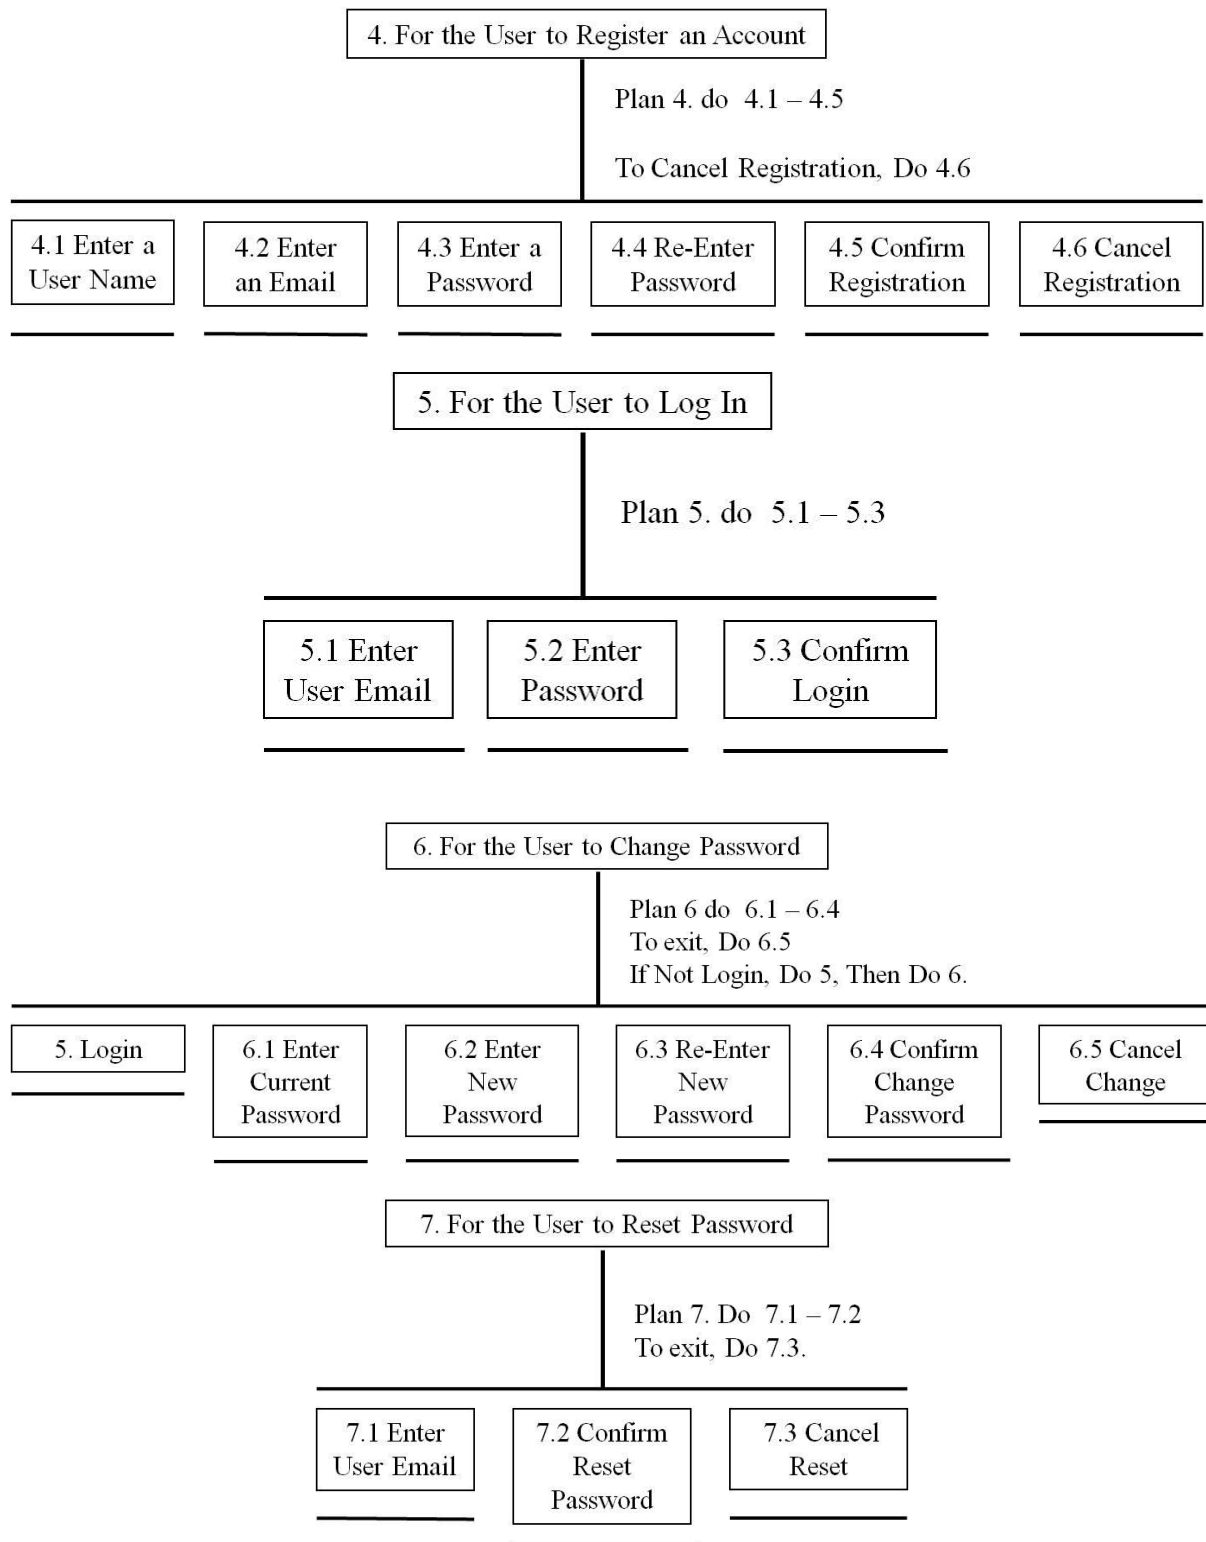 4. For the User to Register an Account
Plan 4. do 4.1 – 4.5
To Cancel Registration, Do 4.6
4.1 Enter a
User Name
4.2 Enter
an Email
4.3 Enter a
Password
4.4 Re-Enter
Password
4.5 Confirm
Registration
4.6 Cancel
Registration
5. For the User to Log In
Plan 5. do 5.1 – 5.3
5.1 Enter
User Email
5.2 Enter
Password
5.3 Confirm
Login
6. For the User to Change Password
Plan 6 do 6.1 – 6.4
To exit, Do 6.5
If Not Login, Do 5, Then Do 6.
5. Login
6.1 Enter
Current
Password
6.2 Enter
New
Password
6.3 Re-Enter
New
Password
6.4 Confirm
Change
Password
6.5 Cancel
Change
7. For the User to Reset Password
Plan 7. Do 7.1 – 7.2
To exit, Do 7.3.
7.1 Enter
User Email
7.2 Confirm
Reset
Password
7.3 Cancel
Reset